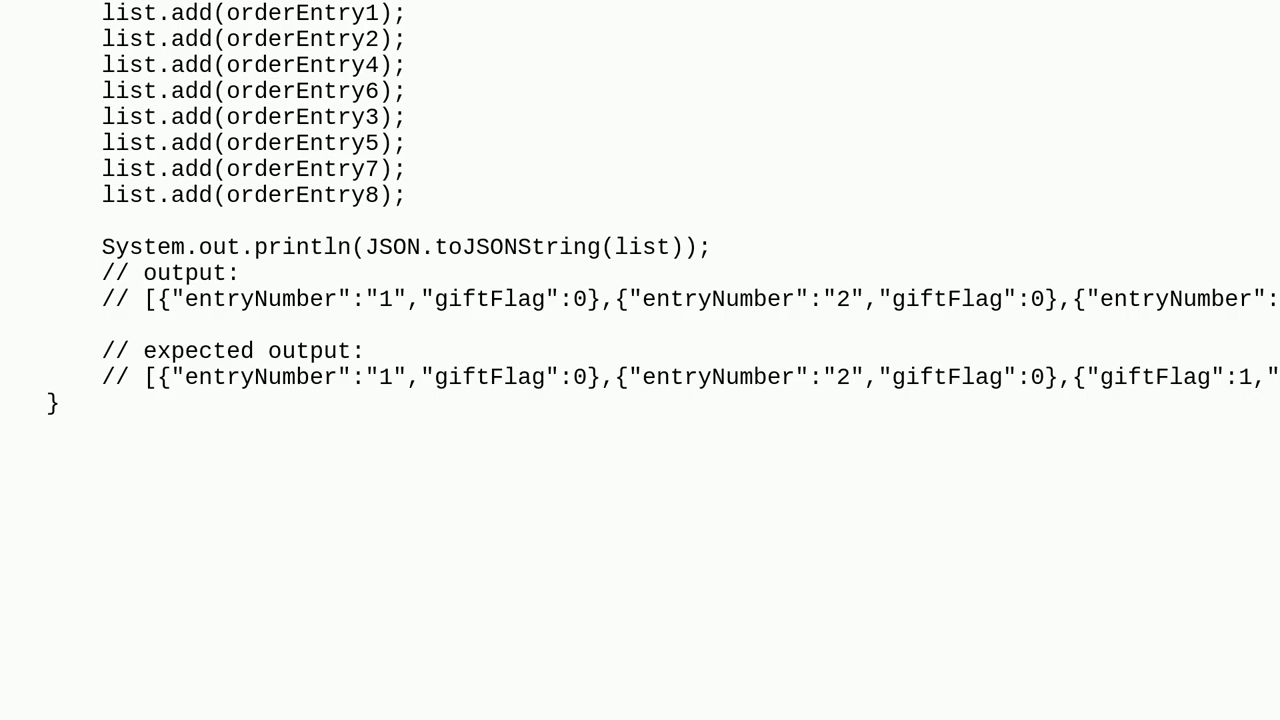 list.add(orderEntry1);
list.add(orderEntry2);
list.add(orderEntry4);
list.add(orderEntry6);
list.add(orderEntry3);
list.add(orderEntry5);
list.add(orderEntry7);
list.add(orderEntry8);
System.out.println(JSON.toJSONString(list));
// output:
// [{"entryNumber":"1","giftFlag":0},{"entryNumber":"2","giftFlag":0},{"entryNumber":
// expected output:
// [{"entryNumber":"1","giftFlag":0},{"entryNumber":"2","giftFlag":0},{"giftFlag":1,"
}